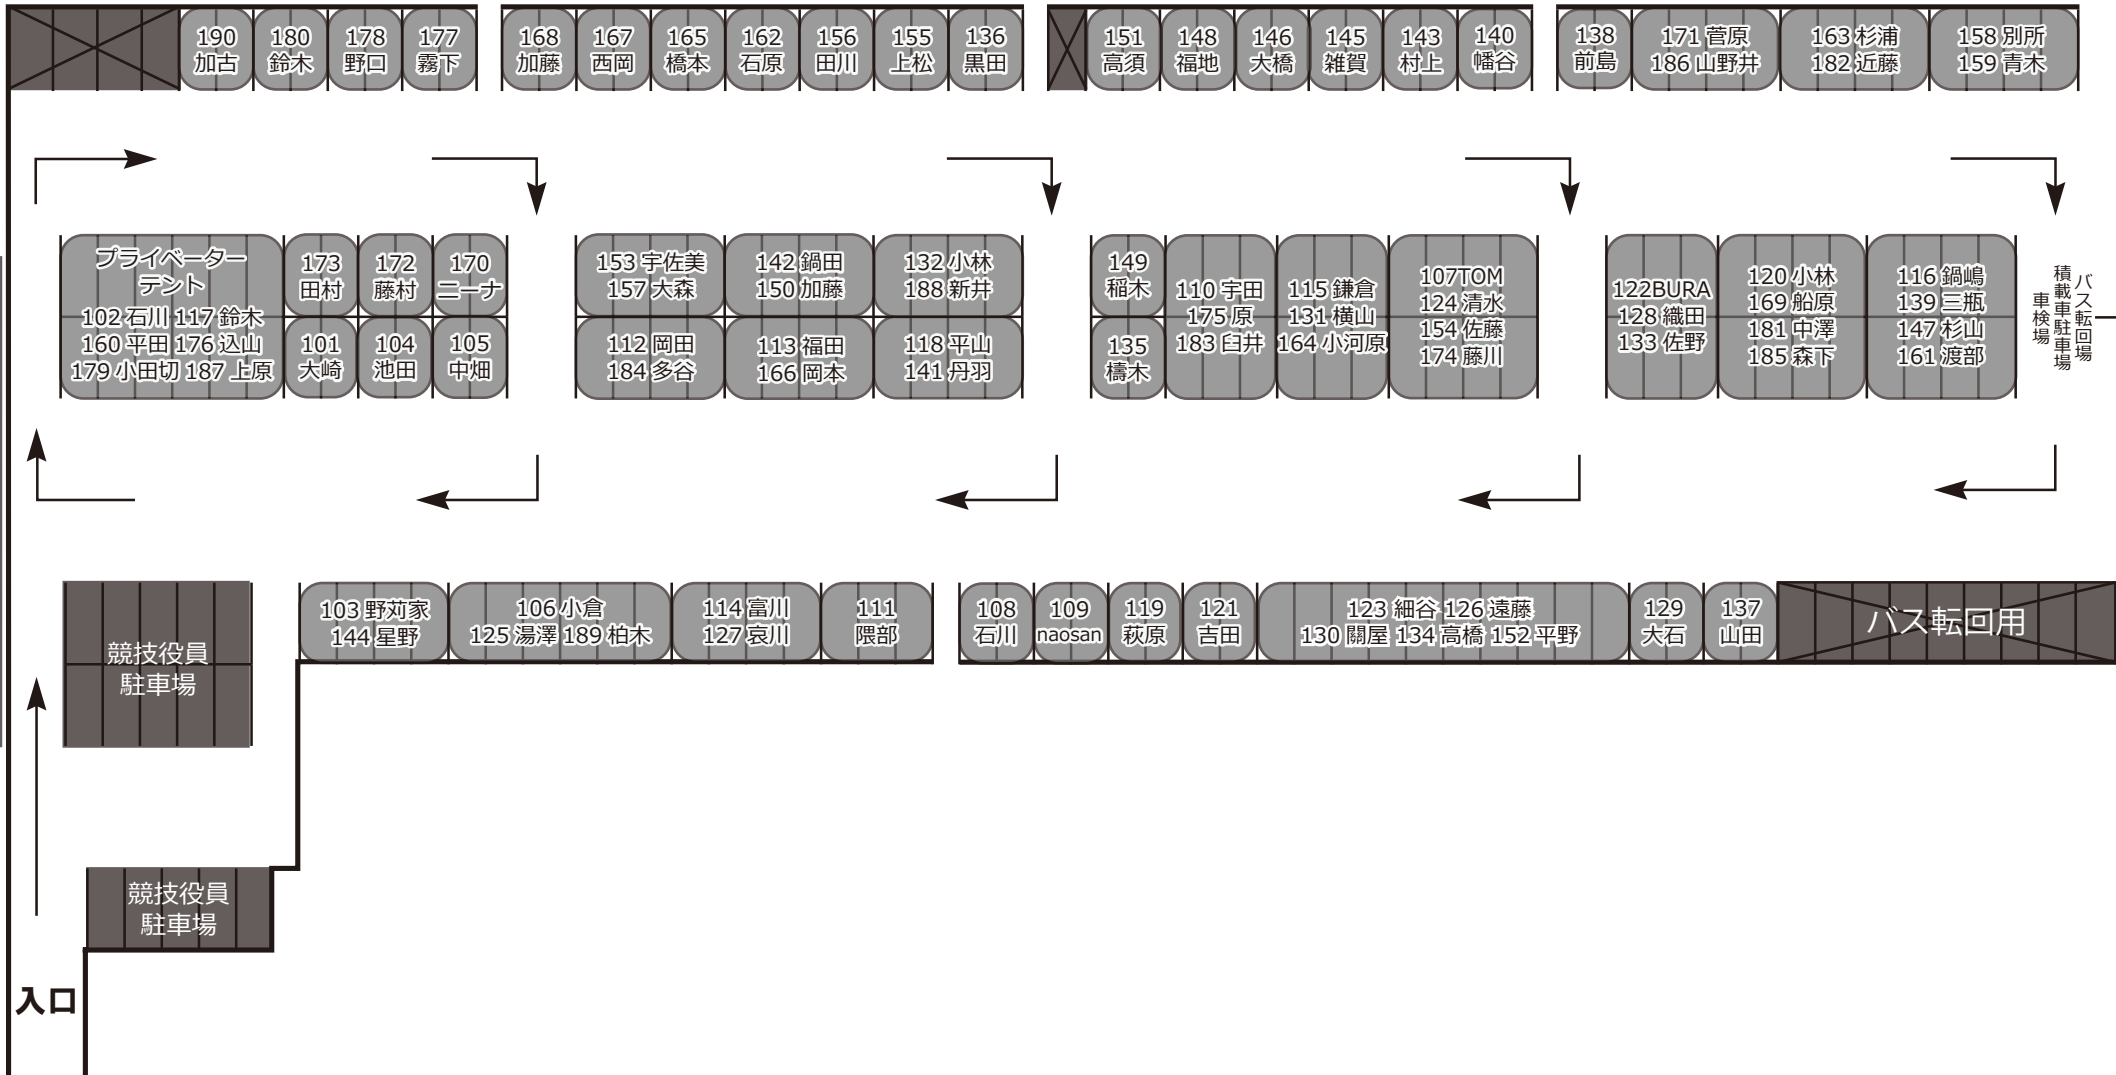 190
加古
180
鈴木
178
野口
177
霧下
168
加藤
167
西岡
165
橋本
162
石原
156
田川
155
上松
136
黒田
151
高須
148
福地
146
大橋
145
雑賀
143
村上
140
幡谷
138
前島
171 菅原
186 山野井
163 杉浦
182 近藤
158 別所
159 青木
プライベーター
テント
102 石川 117 鈴木
160 平田 176 込山
179 小田切 187 上原
173
田村
172
藤村
170
ニーナ
101
大崎
104
池田
105
中畑
153 宇佐美
157 大森
142 鍋田
150 加藤
132 小林
188 新井
112 岡田
184 多谷
113 福田
166 岡本
118 平山
141 丹羽
149
稲木
135
檮木
110 宇田
175 原
183 臼井
115 鎌倉
131 横山
164 小河原
107TOM
124 清水
154 佐藤
174 藤川
122BURA
128 織田
133 佐野
120 小林
169 船原
181 中澤
185 森下
116 鍋嶋
139 三瓶
147 杉山
161 渡部
バス転回場
積載車駐車場
車検場
競技役員
駐車場
103 野苅家
144 星野
106 小倉
125 湯澤 189 柏木
114 富川
127 哀川
111
隈部
108
石川
109
naosan
119
萩原
121
吉田
123 細谷 126 遠藤
130 關屋 134 高橋 152 平野
129
大石
137
山田
バス転回用
競技役員
駐車場
入口